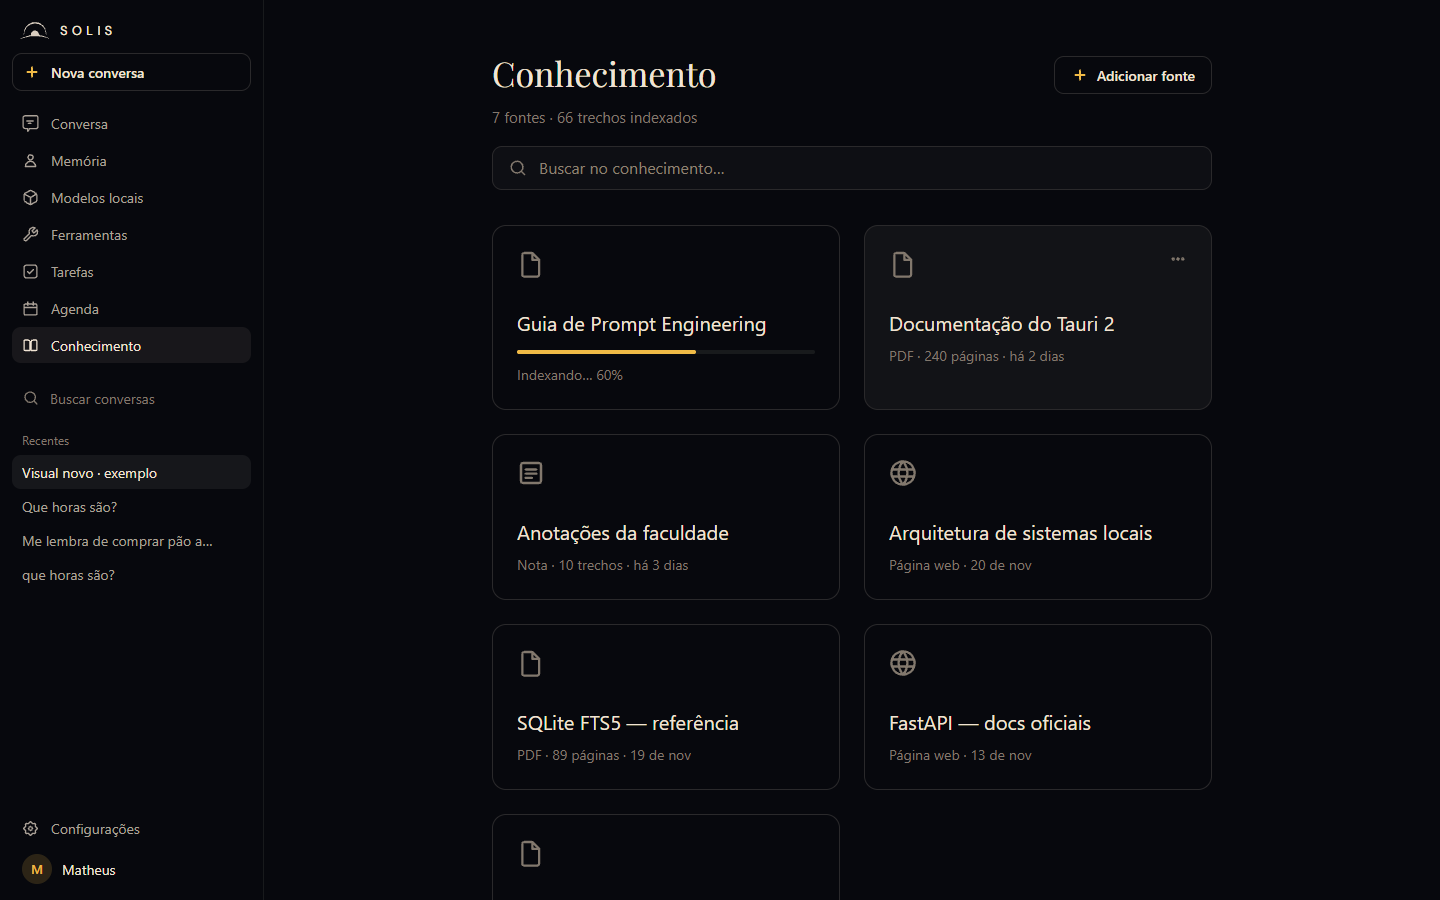 SOLIS
Nova conversa
Conversa
Memória
Modelos locais
Ferramentas
Tarefas
Agenda
Conhecimento
Buscar conversas
Recentes
Visual novo · exemplo
Que horas são?
Me lembra de comprar pão a...
que horas são?
Configurações
M
Matheus
Conhecimento
Adicionar fonte
7 fontes · 66 trechos indexados
Buscar no conhecimento...
Guia de Prompt Engineering
Indexando... 60%
Documentação do Tauri 2
PDF · 240 páginas · há 2 dias
Anotações da faculdade
Nota · 10 trechos · há 3 dias
Arquitetura de sistemas locais
Página web · 20 de nov
SQLite FTS5 — referência
PDF · 89 páginas · 19 de nov
FastAPI — docs oficiais
Página web · 13 de nov